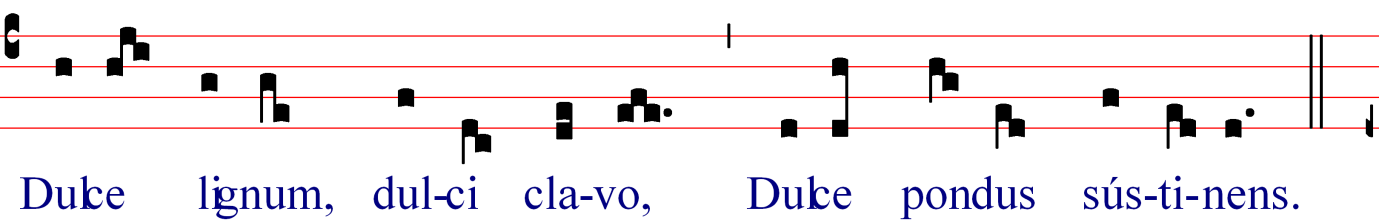 Dulce lignum, dul-ci cla-vo, Dulce pondus sús-ti-nens.